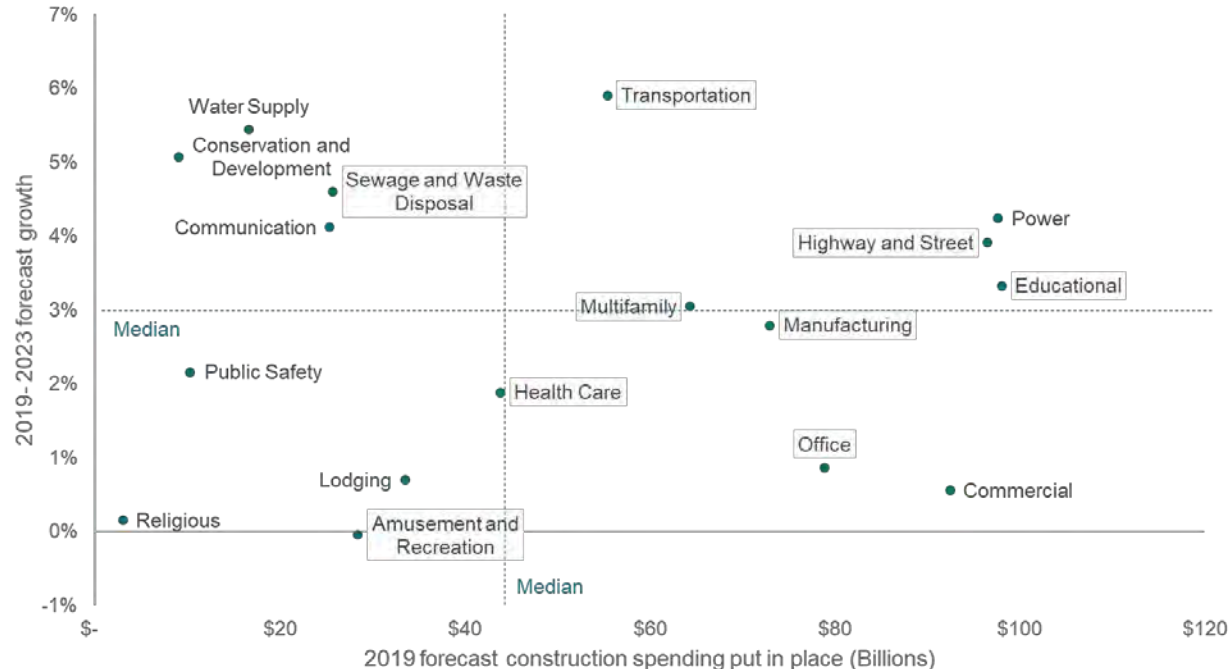 7%
6%
5%
4%
3%
2%
1%
0%
-1%
2019- 2023 forecast growth
Transportation
Water Supply
Conservation and
Development
Sewage and Waste
Disposal
Communication
Power
Highway and Street
Educational
Multifamily
Median
Manufacturing
Public Safety
Health Care
Office
Lodging
Commercial
Religious
Amusement and
Recreation
Median
$-
$20
$40
$60
$80
$100
$120
2019 forecast construction spending put in place (Billions)